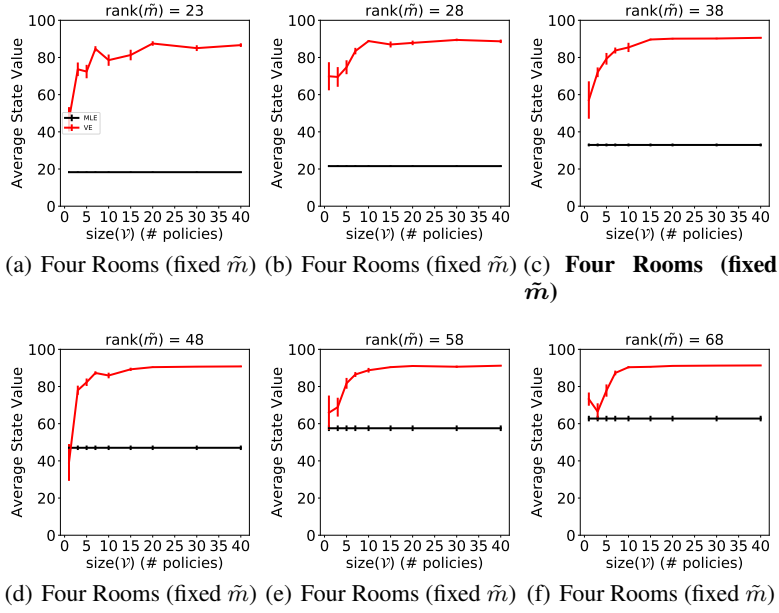 rank(m̃) = 23
100
80
60
40
20
0
Average State Value
MLE
VE
0 5 10 15 20 25 30 35 40
size(𝒱) (# policies)
(a) Four Rooms (fixed m̃)
rank(m̃) = 28
100
80
60
40
20
0
Average State Value
0 5 10 15 20 25 30 35 40
size(𝒱) (# policies)
(b) Four Rooms (fixed m̃)
rank(m̃) = 38
100
80
60
40
20
0
Average State Value
0 5 10 15 20 25 30 35 40
size(𝒱) (# policies)
(c) Four Rooms (fixed
m̃)
rank(m̃) = 48
100
80
60
40
20
0
Average State Value
0 5 10 15 20 25 30 35 40
size(𝒱) (# policies)
(d) Four Rooms (fixed m̃)
rank(m̃) = 58
100
80
60
40
20
0
Average State Value
0 5 10 15 20 25 30 35 40
size(𝒱) (# policies)
(e) Four Rooms (fixed m̃)
rank(m̃) = 68
100
80
60
40
20
0
Average State Value
0 5 10 15 20 25 30 35 40
size(𝒱) (# policies)
(f) Four Rooms (fixed m̃)